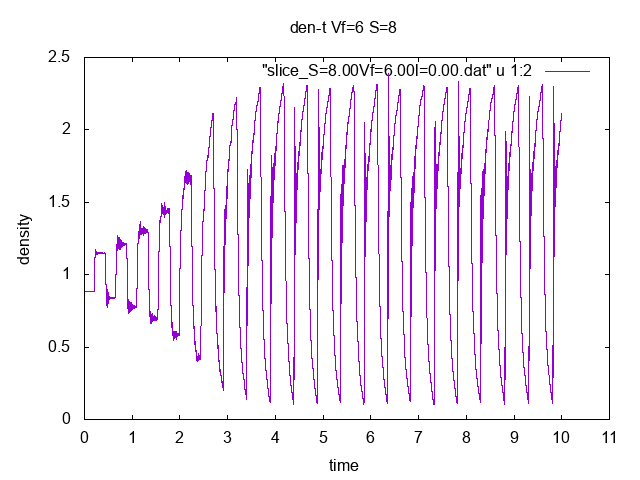 den-t Vf=6 S=8
"slice_S=8.00Vf=6.00I=0.00.dat" u 1:2
2.5
2
1.5
1
0.5
0
density
0 1 2 3 4 5 6 7 8 9 10 11
time